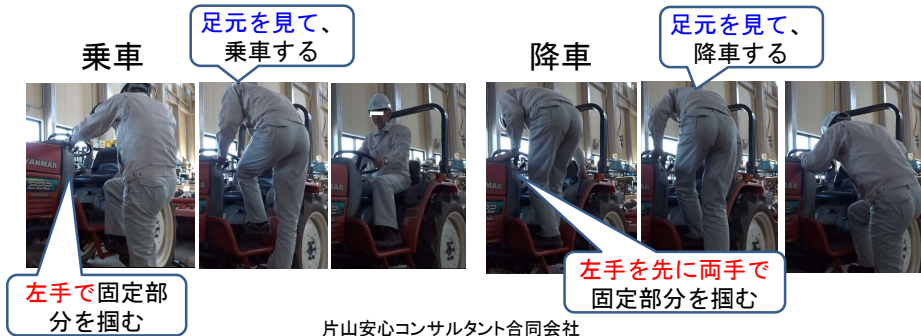 乗車
足元を見て、
乗車する
左手で固定部
分を掴む
降車
足元を見て、
降車する
左手を先に両手で
固定部分を掴む
YANMAR
片山安心コンサルタント合同会社